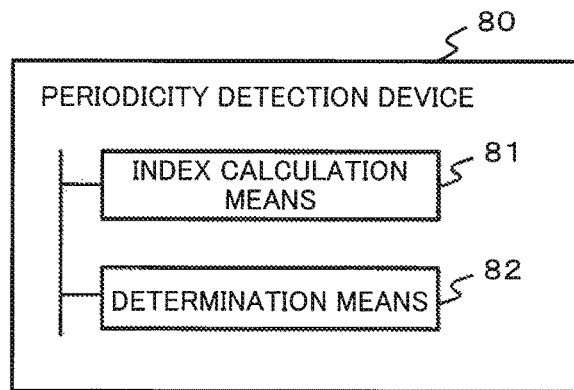 80
PERIODICITY DETECTION DEVICE
81
INDEX CALCULATION
MEANS
82
DETERMINATION MEANS